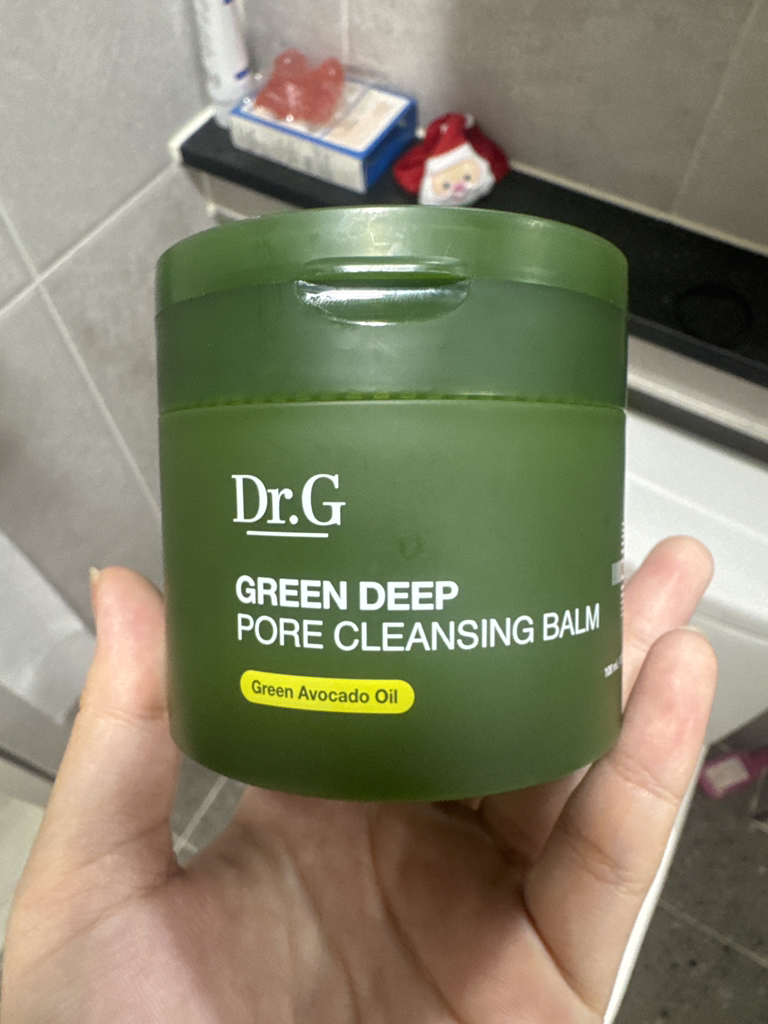 Dr.G
GREEN DEEP
PORE CLEANSING BALM
Green Avocado Oil